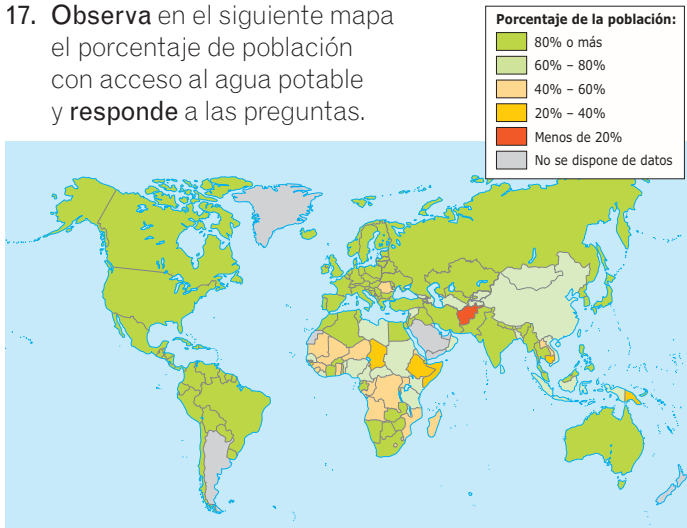 17. Observa en el siguiente mapa
el porcentaje de población
con acceso al agua potable
y responde a las preguntas.
Porcentaje de la población:
80% o más
60% – 80%
40% – 60%
20% – 40%
Menos de 20%
No se dispone de datos